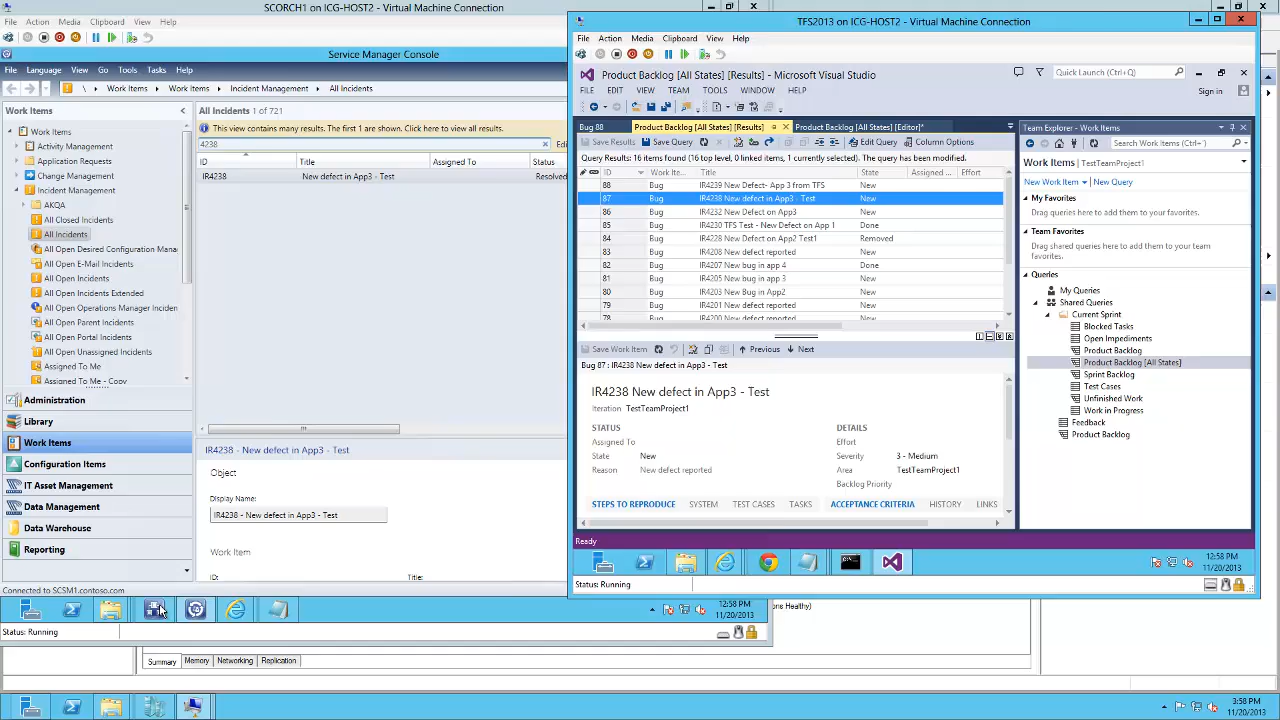 SCORCH1 on ICG-HOST2 - Virtual Machine Connection
File Action Media Clipboard View Help
Service Manager Console
File Language View Go Tools Tasks Help
\ Work Items Incident Management All Incidents
Work Items
Work Items
Activity Management
Application Requests
Change Management
Incident Management
AKOA
All Closed Incidents
All Incidents
All Open Desired Configuration Mana
All Open E-Mail Incidents
All Open Incidents
All Open Incidents Extended
All Open Operations Manager Inciden
All Open Parent Incidents
All Open Portal Incidents
All Open Unassigned Incidents
Assigned To Me
Assigned To Me - Copy
Administration
Library
Work Items
Configuration Items
IT Asset Management
Data Management
Data Warehouse
Reporting
Connected to SCSM1.contoso.com
All Incidents 1 of 721
This view contains many results. The first 1 are shown. Click here to view all results.
4238
ID Title Assigned To Status
IR4238 New defect in App3 - Test Resolved
IR4238 - New defect in App3 - Test
Object
Display Name:
IR4238 - New defect in App3 - Test
Work Item
ID: Title:
12:58 PM
11/20/2013
Status: Running
TFS2013 on ICG-HOST2 - Virtual Machine Connection
File Action Media Clipboard View Help
Product Backlog [All States] [Results] - Microsoft Visual Studio
Quick Launch (Ctrl+Q)
FILE EDIT VIEW TEAM TOOLS WINDOW HELP
Sign in
Bug 88 Product Backlog [All States] [Results] Product Backlog [All States] [Editor]*
Save Results Save Query Edit Query Column Options
Query Results: 16 items found (16 top level, 0 linked items, 1 currently selected). The query has been modified.
ID Work Ite... Title State Assigned ... Effort
88 Bug IR4239 New Defect- App 3 from TFS New
87 Bug IR4238 New defect in App3 - Test New
86 Bug IR4232 New Defect on App3 New
85 Bug IR4230 TFS Test - New Defect on App 1 Done
84 Bug IR4228 New Defect on App2 Test1 Removed
83 Bug IR4208 New defect reported New
82 Bug IR4207 New bug in app 4 Done
81 Bug IR4205 New bug in app 3 New
80 Bug IR4203 New Bug in App2 New
79 Bug IR4201 New defect reported New
78 Bug IR4200 New defect reported New
Save Work Item Previous Next
Bug 87 : IR4238 New defect in App3 - Test
IR4238 New defect in App3 - Test
Iteration TestTeamProject1
STATUS
Assigned To
State New
Reason New defect reported
DETAILS
Effort
Severity 3 - Medium
Area TestTeamProject1
Backlog Priority
STEPS TO REPRODUCE SYSTEM TEST CASES TASKS ACCEPTANCE CRITERIA HISTORY LINKS
Ready
Team Explorer - Work Items
Search Work Items (Ctrl+;)
Work Items TestTeamProject1
New Work Item New Query
My Favorites
Drag queries here to add them to your favorites.
Team Favorites
Drag shared queries here to add them to your team favorites.
Queries
My Queries
Shared Queries
Current Sprint
Blocked Tasks
Open Impediments
Product Backlog
Product Backlog [All States]
Sprint Backlog
Test Cases
Unfinished Work
Work in Progress
Feedback
Product Backlog
12:58 PM
11/20/2013
Status: Running
ons Healthy)
Summary Memory Networking Replication
3:58 PM
11/20/2013